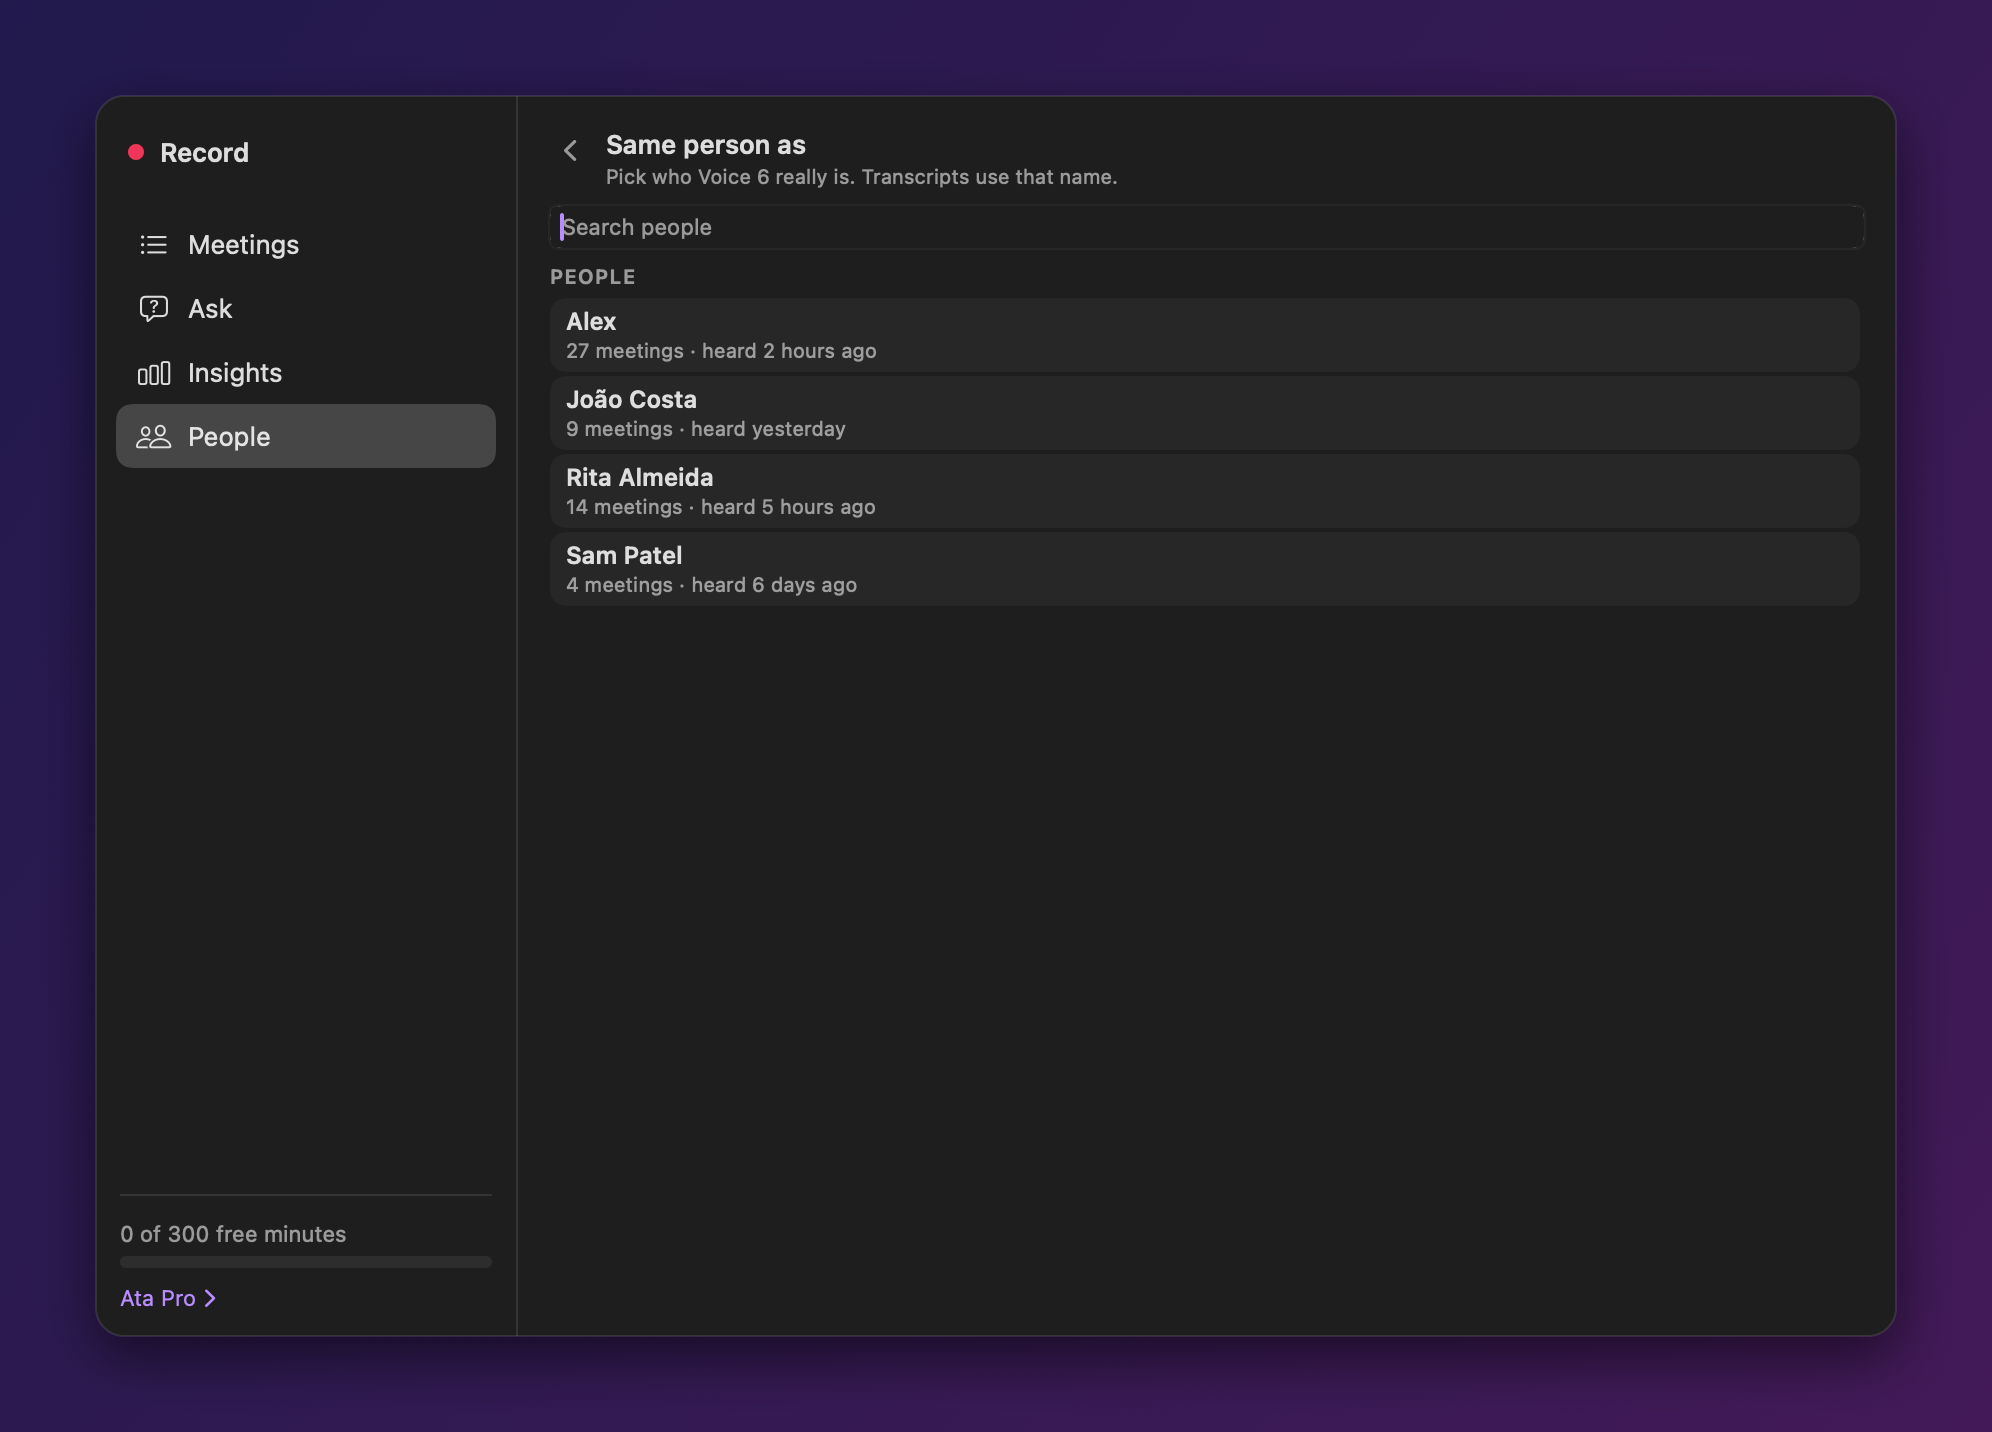 Record
Meetings
Ask
Insights
People
0 of 300 free minutes
Ata Pro
Same person as
Pick who Voice 6 really is. Transcripts use that name.
Search people
PEOPLE
Alex
27 meetings · heard 2 hours ago
João Costa
9 meetings · heard yesterday
Rita Almeida
14 meetings · heard 5 hours ago
Sam Patel
4 meetings · heard 6 days ago